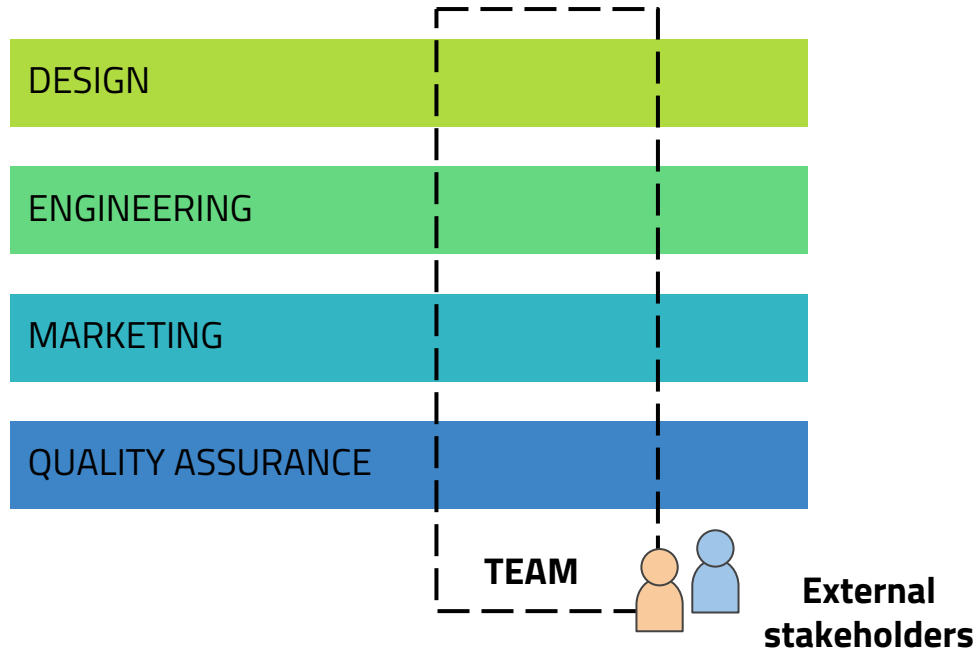 DESIGN
ENGINEERING
MARKETING
QUALITY ASSURANCE
TEAM
External
stakeholders